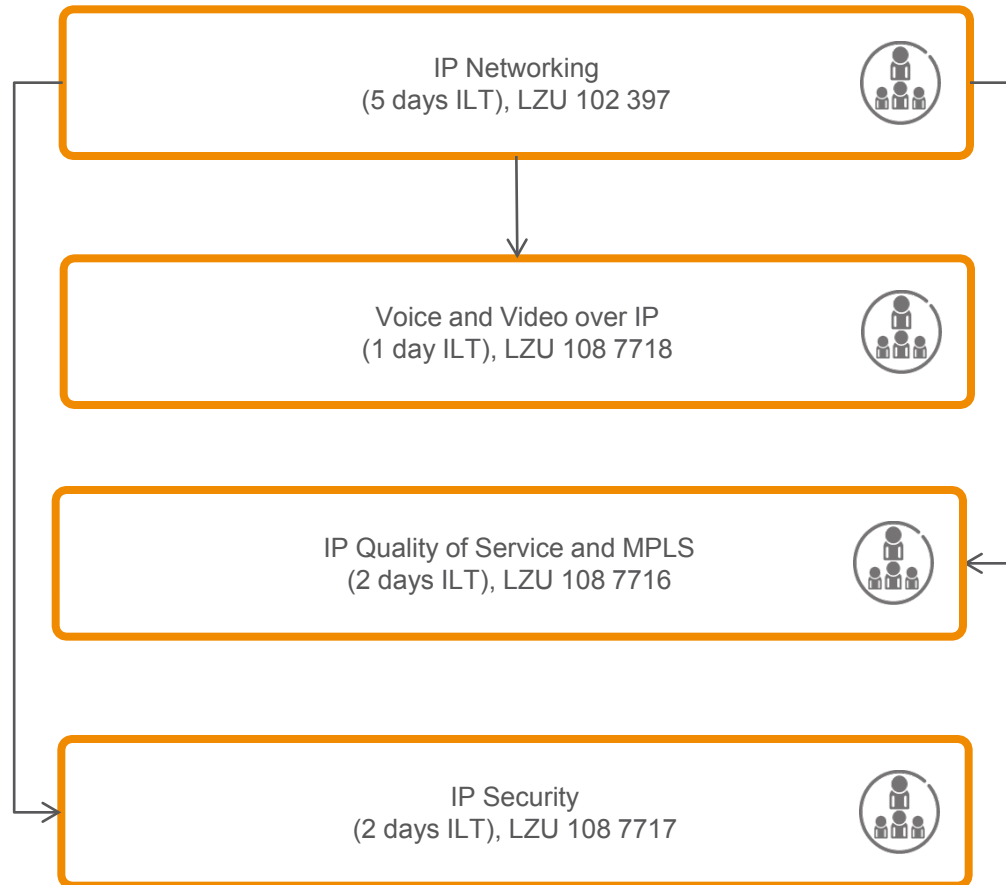 IP Networking
(5 days ILT), LZU 102 397
Voice and Video over IP
(1 day ILT), LZU 108 7718
IP Quality of Service and MPLS
(2 days ILT), LZU 108 7716
IP Security
(2 days ILT), LZU 108 7717